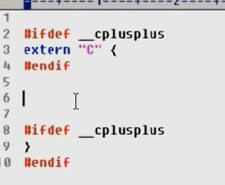 1
2 #ifdef __cplusplus
3 extern "C" {
4 #endif
5
6
7
8 #ifdef __cplusplus
9 }
10 #endif